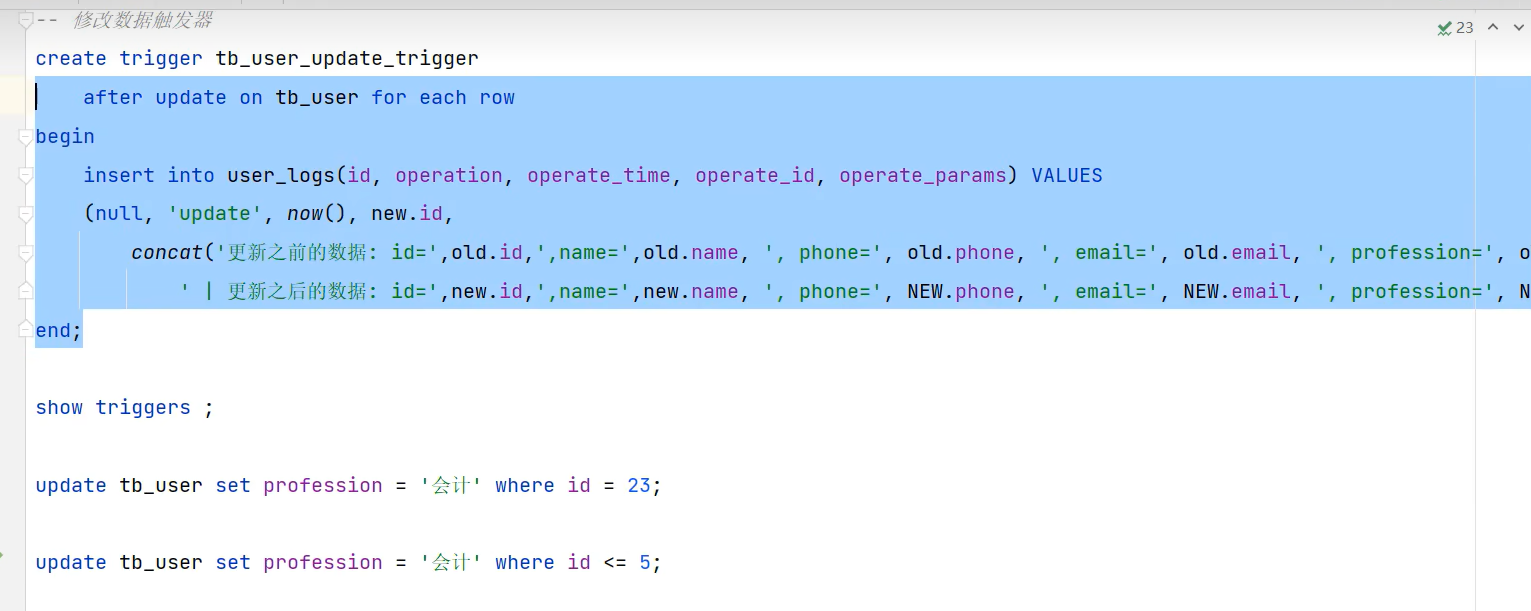 -- 修改数据触发器
23
create trigger tb_user_update_trigger
after update on tb_user for each row
begin
insert into user_logs(id, operation, operate_time, operate_id, operate_params) VALUES
(null, 'update', now(), new.id,
concat('更新之前的数据: id=',old.id,',name=',old.name, ', phone=', old.phone, ', email=', old.email, ', profession=', o
' | 更新之后的数据: id=',new.id,',name=',new.name, ', phone=', NEW.phone, ', email=', NEW.email, ', profession=', N
end;
show triggers ;
update tb_user set profession = '会计' where id = 23;
update tb_user set profession = '会计' where id <= 5;